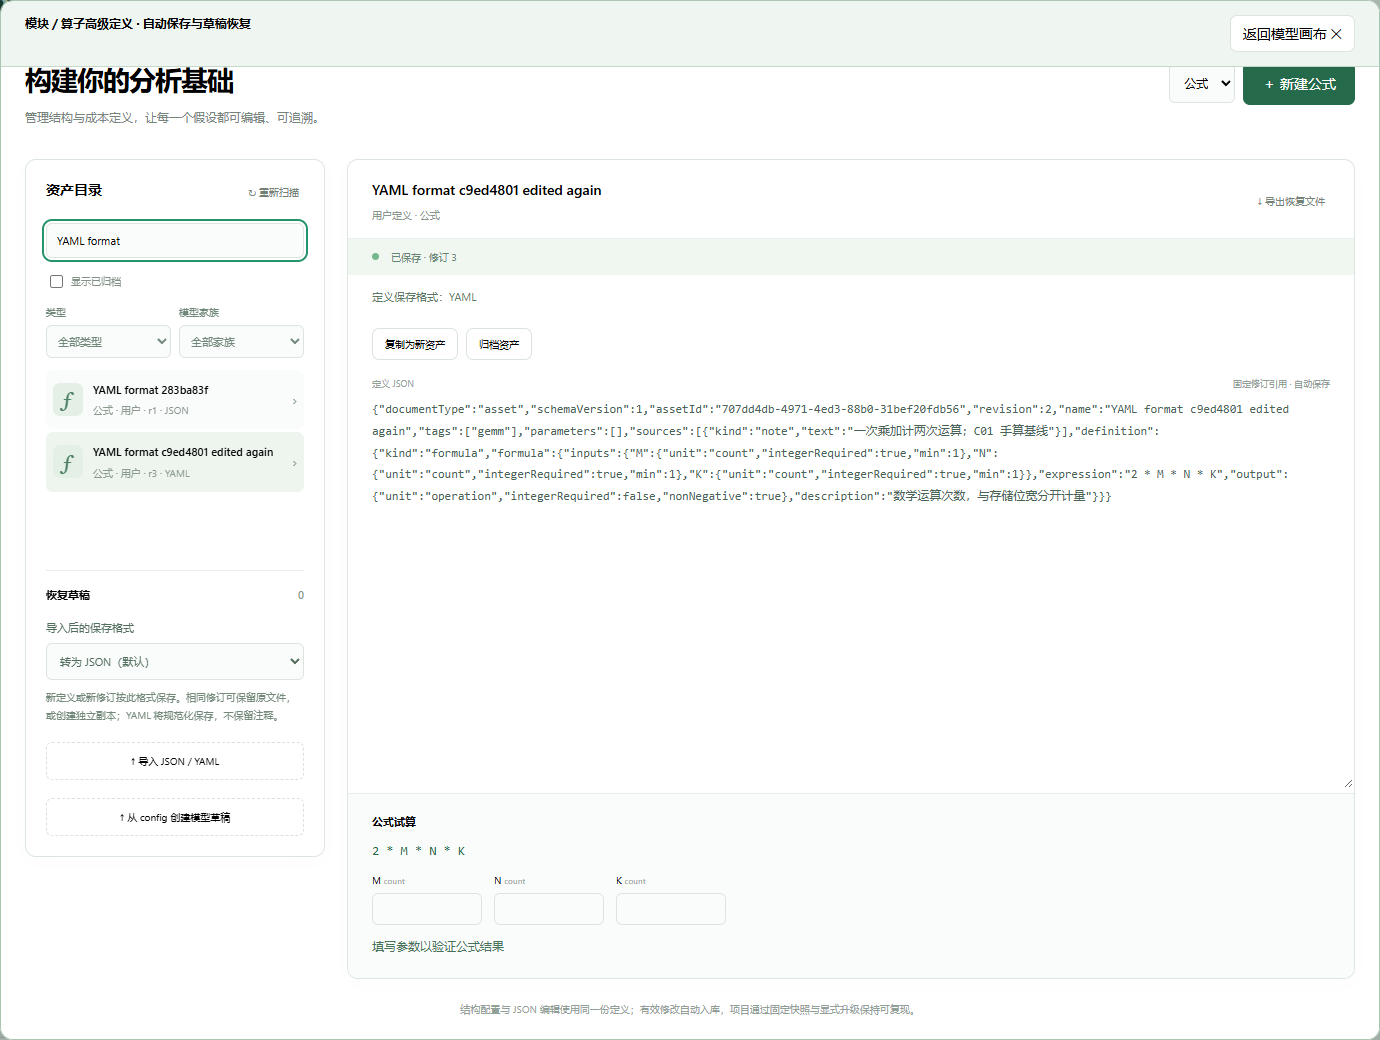 模块 / 算子高级定义 · 自动保存与草稿恢复
返回模型画布 ✕
构建你的分析基础
公式
+ 新建公式
管理结构与成本定义，让每一个假设都可编辑、可追溯。
资产目录
↻ 重新扫描
YAML format
显示已归档
类型
模型家族
全部类型
全部家族
YAML format 283ba83f
公式 · 用户 · r1 · JSON
YAML format c9ed4801 edited again
公式 · 用户 · r3 · YAML
恢复草稿
0
导入后的保存格式
转为 JSON（默认）
新定义或新修订按此格式保存。相同修订可保留原文件，
或创建独立副本；YAML 将规范化保存，不保留注释。
↑ 导入 JSON / YAML
↑ 从 config 创建模型草稿
YAML format c9ed4801 edited again
用户定义 · 公式
↓ 导出恢复文件
已保存 · 修订 3
定义保存格式：YAML
复制为新资产
归档资产
定义 JSON
固定修订引用 · 自动保存
{"documentType":"asset","schemaVersion":1,"assetId":"707dd4db-4971-4ed3-88b0-31bef20fdb56","revision":2,"name":"YAML format c9ed4801 edited
again","tags":["gemm"],"parameters":[],"sources":[{"kind":"note","text":"一次乘加计两次运算；C01 手算基线"}],"definition":
{"kind":"formula","formula":{"inputs":{"M":{"unit":"count","integerRequired":true,"min":1},"N":
{"unit":"count","integerRequired":true,"min":1},"K":{"unit":"count","integerRequired":true,"min":1}},"expression":"2 * M * N * K","output":
{"unit":"operation","integerRequired":false,"nonNegative":true},"description":"数学运算次数，与存储位宽分开计量"}}}
公式试算
2 * M * N * K
M count
N count
K count
填写参数以验证公式结果
结构配置与 JSON 编辑使用同一份定义；有效修改自动入库，项目通过固定快照与显式升级保持可复现。